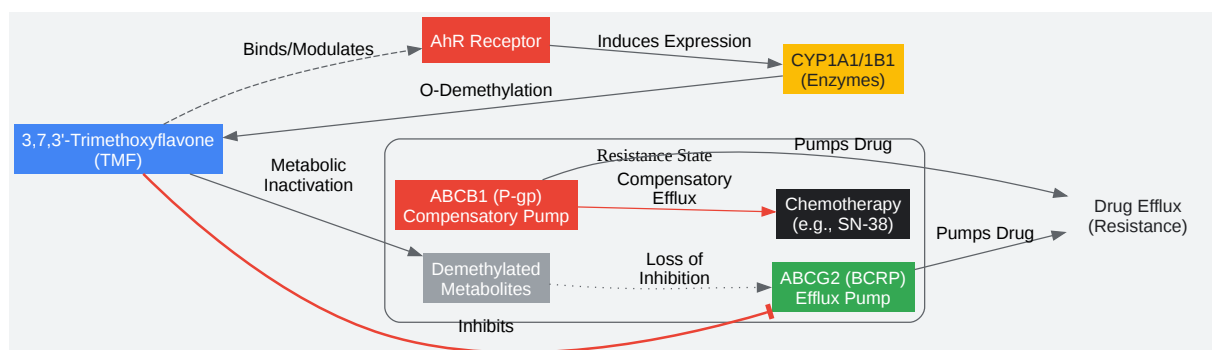 Binds/Modulates
AhR Receptor
Induces Expression
CYP1A1/1B1
(Enzymes)
O-Demethylation
3,7,3'-Trimethoxyflavone
(TMF)
Metabolic
Inactivation
Resistance State
Pumps Drug
ABCB1 (P-gp)
Compensatory Pump
Compensatory
Efflux
Chemotherapy
(e.g., SN-38)
Drug Efflux
(Resistance)
Pumps Drug
Demethylated
Metabolites
Loss of
Inhibition
ABCG2 (BCRP)
Efflux Pump
Inhibits